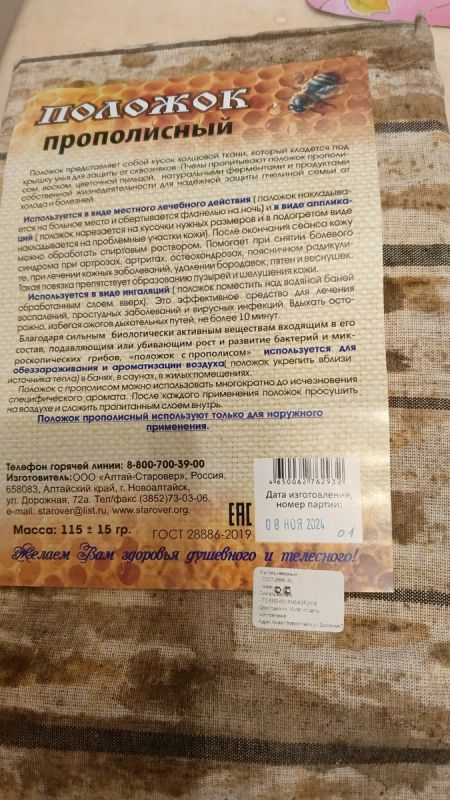 ПОЛОЖОК
прополисный
Положок представляет собой кусок холщовой ткани, который кладется под
крышку улья для защиты от сквозняков. Пчелы пропитывают положок прополи-
сом, воском, цветочной пыльцой, натуральными ферментами и продуктами
собственной жизнедеятельности для надежной защиты пчелиной семьи от
холода и болезней.
Используется в виде местного лечебного действия ( положок накладыва-
ется на больное место и обертывается фланелью на ночь) и в виде апплика-
ций ( положок нарезается на кусочки нужных размеров и в подогретом виде
накладывается на проблемные участки кожи). После окончания сеанса кожу
можно обработать спиртовым раствором. Помогает при снятии болевого
синдрома при артрозах, артритах, остеохондрозах, поясничном радикули-
те, при лечении кожных заболеваний, удалении бородавок, пятен и веснушек.
Такая повязка препятствует образованию пузырей и шелушения кожи.
Используется в виде ингаляций ( положок поместить над водяной баней
обработанным слоем вверх). Это эффективное средство для лечения
воспалений, простудных заболеваний и вирусных инфекций. Вдыхать осто-
рожно, избегая ожогов дыхательных путей, не более 10 минут.
Благодаря сильным биологически активным веществам входящим в его
состав, подавляющим или убивающим рост и развитие бактерий и мик-
роскопических грибов, «положок с прополисом» используется для
обеззараживания и ароматизации воздуха( положок укрепить вблизи
источника тепла) в банях, в саунах, в жилых помещениях.
Положок с прополисом можно использовать многократно до исчезновения
специфического аромата. После каждого применения положок просушить
на воздухе и сложить пропитанным слоем внутрь.
Положок прополисный используют только для наружного
применения.
Телефон горячей линии: 8-800-700-39-00
Изготовитель:ООО «Алтай-Старовер», Россия,
658083, Алтайский край, г. Новоалтайск,
ул. Дорожная, 72а. Тел/факс (3852)73-03-06.
e-mail: starover@list.ru, www.starover.org.
Масса: 115 ± 15 гр.
EAC
ГОСТ 28886-2019
4650062762932
Дата изготовления,
номер партии:
08 НОЯ 2024
01
Желаем Вам здоровья душевного и телесного!
Считать неверным
ГОСТ 28886-90